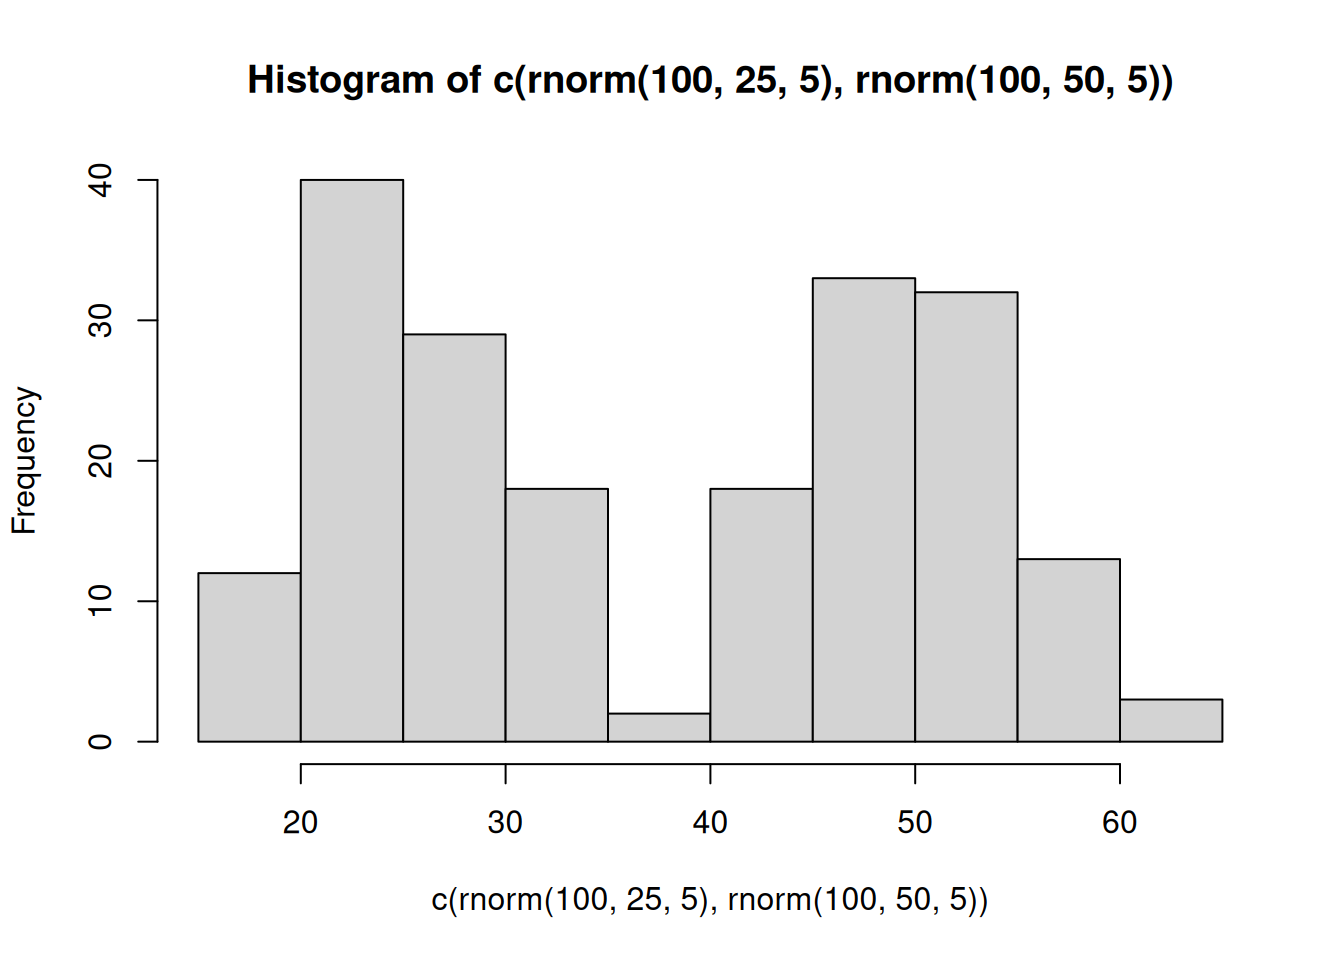 Histogram of c(rnorm(100, 25, 5), rnorm(100, 50, 5))
Frequency
40
30
20
10
0
20 30 40 50 60
c(rnorm(100, 25, 5), rnorm(100, 50, 5))